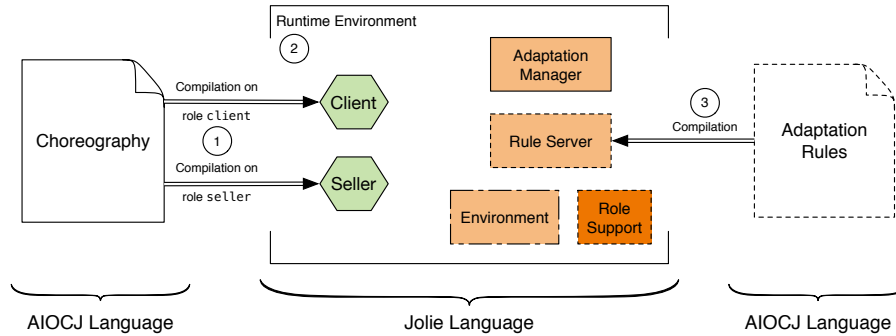 Runtime Environment
2
Adaptation
Manager
Compilation on
role client
Client
3
Compilation
Choreography
1
Rule Server
Adaptation
Rules
Compilation on
role seller
Seller
Environment
Role
Support
AIOCJ Language
Jolie Language
AIOCJ Language